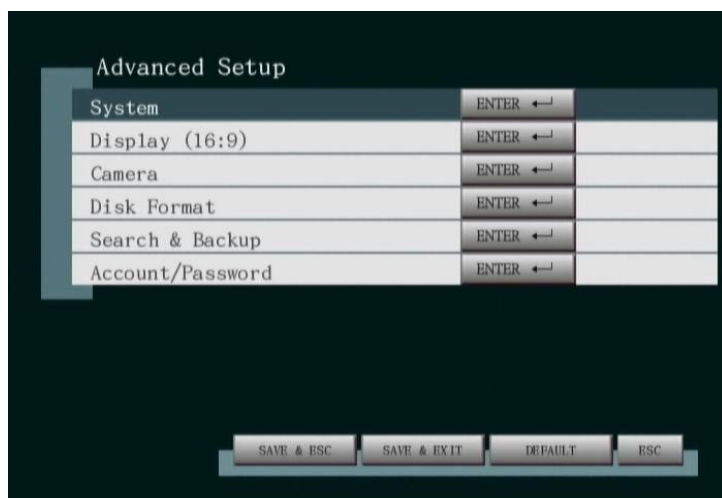 Advanced Setup
System ENTER
Display (16:9) ENTER
Camera ENTER
Disk Format ENTER
Search & Backup ENTER
Account/Password ENTER
SAVE & ESC SAVE & EXIT DEFAULT ESC